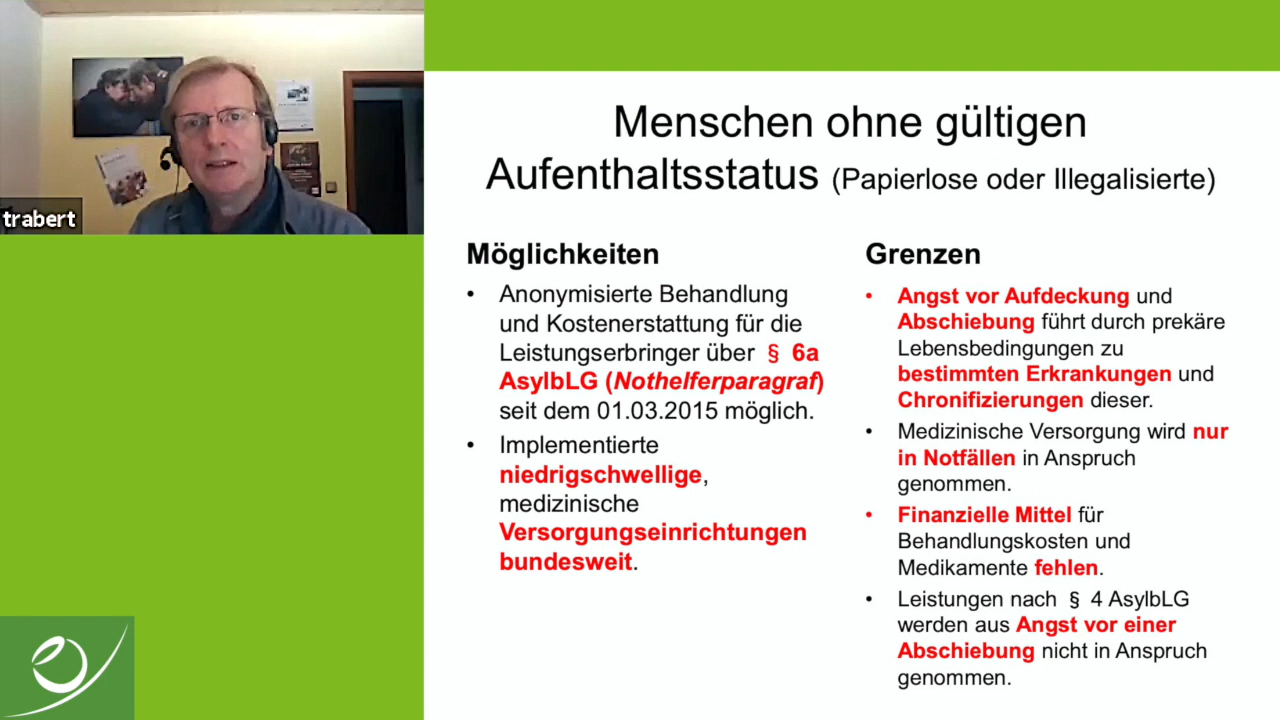 trabert
Menschen ohne gültigen
Aufenthaltsstatus (Papierlose oder Illegalisierte)
Möglichkeiten
• Anonymisierte Behandlung
und Kostenerstattung für die
Leistungserbringer über § 6a
AsylbLG (Nothelferparagraf)
seit dem 01.03.2015 möglich.
• Implementierte
niedrigschwellige,
medizinische
Versorgungseinrichtungen
bundesweit.
Grenzen
• Angst vor Aufdeckung und
Abschiebung führt durch prekäre
Lebensbedingungen zu
bestimmten Erkrankungen und
Chronifizierungen dieser.
• Medizinische Versorgung wird nur
in Notfällen in Anspruch
genommen.
• Finanzielle Mittel für
Behandlungskosten und
Medikamente fehlen.
• Leistungen nach § 4 AsylbLG
werden aus Angst vor einer
Abschiebung nicht in Anspruch
genommen.